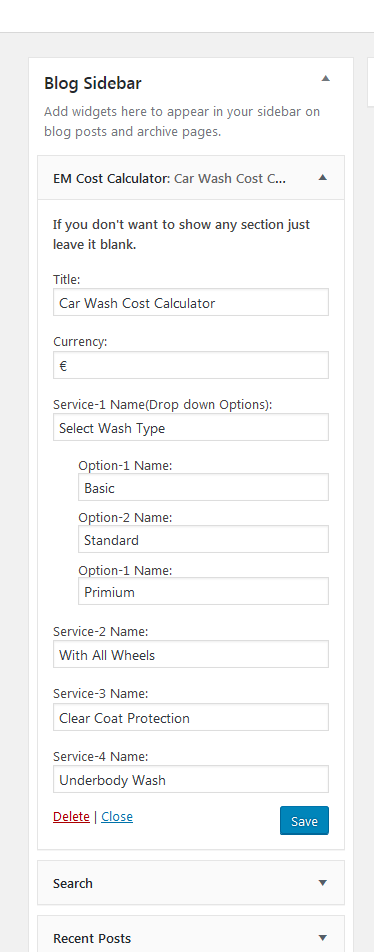 Blog Sidebar
Add widgets here to appear in your sidebar on
blog posts and archive pages.
EM Cost Calculator: Car Wash Cost C...
If you don't want to show any section just
leave it blank.
Title:
Car Wash Cost Calculator
Currency:
€
Service-1 Name(Drop down Options):
Select Wash Type
Option-1 Name:
Basic
Option-2 Name:
Standard
Option-1 Name:
Primium
Service-2 Name:
With All Wheels
Service-3 Name:
Clear Coat Protection
Service-4 Name:
Underbody Wash
Delete | Close
Save
Search
Recent Posts